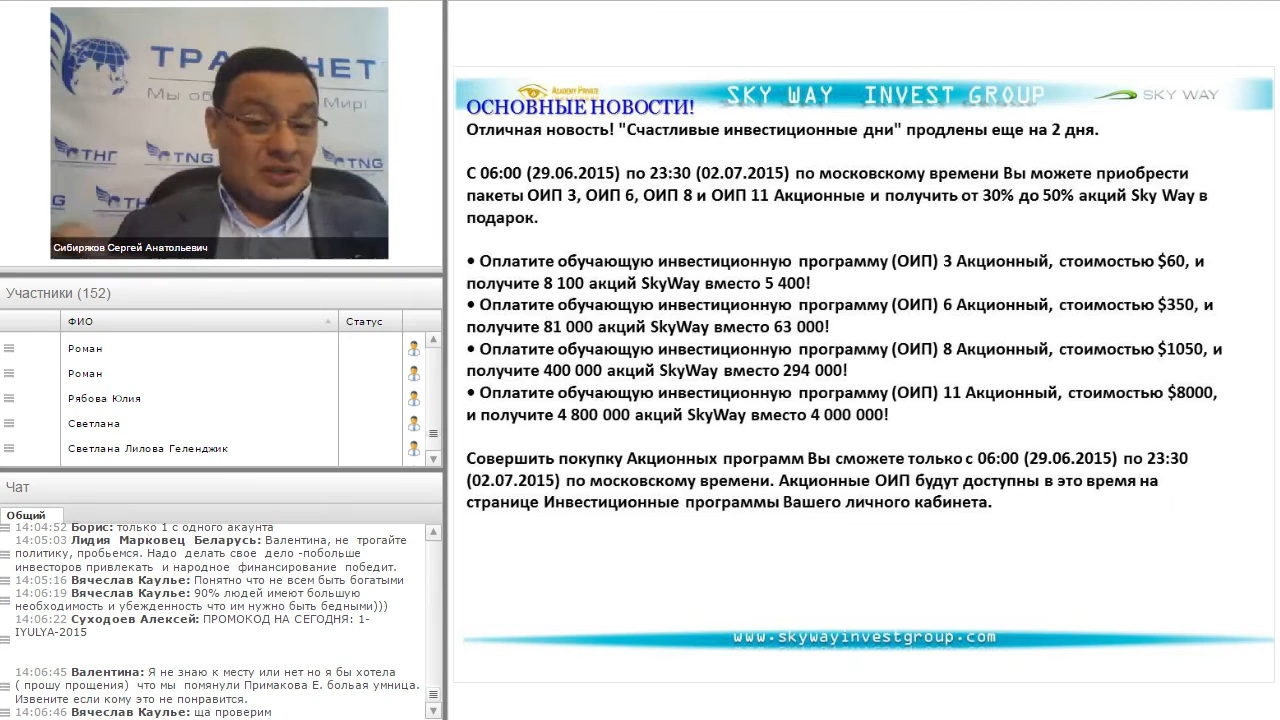 ТРА
НЕТ
Мы об
Мир!
ТНГ
TNG
TNG
Сибиряков Сергей Анатольевич
Участники (152)
ФИО
Статус
Роман
Роман
Рябова Юлия
Светлана
Светлана Лилова Геленджик
Чат
Общий
14:04:52 Борис: только 1 с одного акаунта
14:05:03 Лидия Марковец Беларусь: Валентина, не трогайте
политику, пробьемся. Надо делать свое дело -побольше
инвесторов привлекать и народное финансирование победит.
14:05:16 Вячеслав Каулье: Понятно что не всем быть богатыми
14:06:19 Вячеслав Каулье: 90% людей имеют большую
необходимость и убежденность что им нужно быть бедными)))
14:06:22 Суходоев Алексей: ПРОМОКОД НА СЕГОДНЯ: 1-
IYULYA-2015
14:06:45 Валентина: Я не знаю к месту или нет но я бы хотела
( прошу прощения) что мы помянули Примакова Е. болъая умница.
Извените если кому это не понравится.
14:06:46 Вячеслав Каулье: ща проверим
ACADEMY PRIVATE
SKY WAY INVEST GROUP
SKY WAY
ОСНОВНЫЕ НОВОСТИ!
Отличная новость! "Счастливые инвестиционные дни" продлены еще на 2 дня.
С 06:00 (29.06.2015) по 23:30 (02.07.2015) по московскому времени Вы можете приобрести
пакеты ОИП 3, ОИП 6, ОИП 8 и ОИП 11 Акционные и получить от 30% до 50% акций Sky Way в
подарок.
• Оплатите обучающую инвестиционную программу (ОИП) 3 Акционный, стоимостью $60, и
получите 8 100 акций SkyWay вместо 5 400!
• Оплатите обучающую инвестиционную программу (ОИП) 6 Акционный, стоимостью $350, и
получите 81 000 акций SkyWay вместо 63 000!
• Оплатите обучающую инвестиционную программу (ОИП) 8 Акционный, стоимостью $1050, и
получите 400 000 акций SkyWay вместо 294 000!
• Оплатите обучающую инвестиционную программу (ОИП) 11 Акционный, стоимостью $8000,
и получите 4 800 000 акций SkyWay вместо 4 000 000!
Совершить покупку Акционных программ Вы сможете только с 06:00 (29.06.2015) по 23:30
(02.07.2015) по московскому времени. Акционные ОИП будут доступны в это время на
странице Инвестиционные программы Вашего личного кабинета.
www.skywayinvestgroup.com